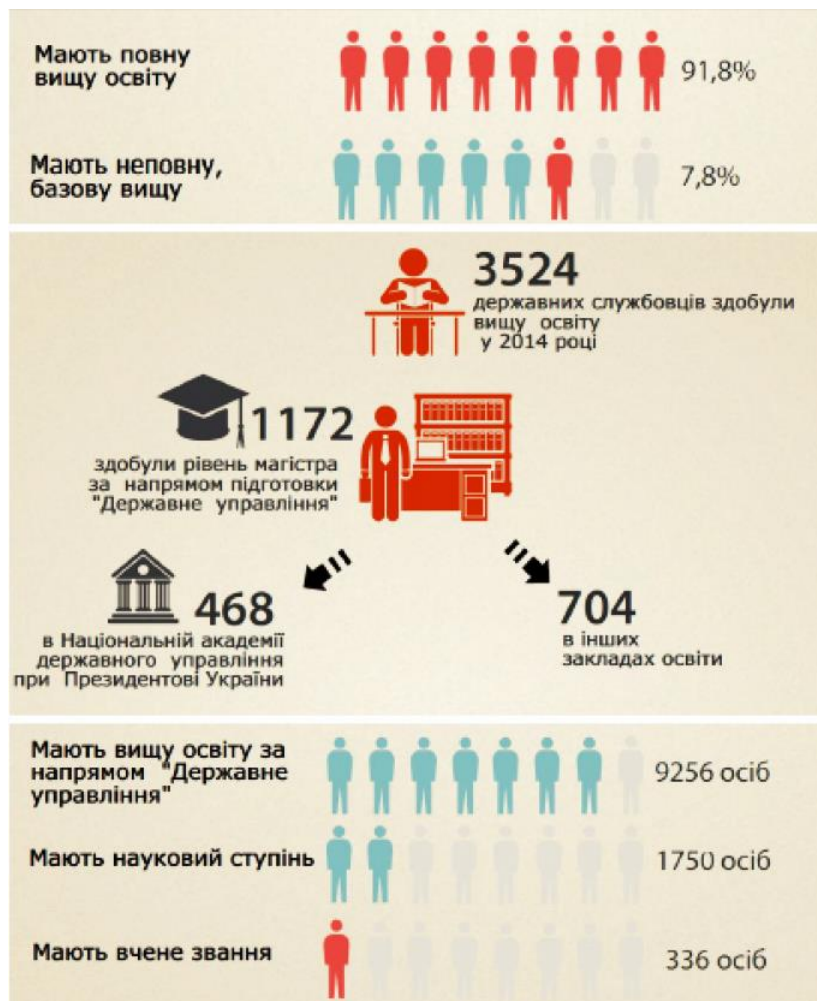 Мають повну
вищу освіту
91,8%
Мають неповну,
базову вищу
7,8%
3524
державних службовців здобули
вищу освіту
у 2014 році
1172
здобули рівень магістра
за напрямом підготовки
"Державне управління"
468
в Національній академії
державного управління
при Президентові України
704
в інших
закладах освіти
Мають вищу освіту за
напрямом "Державне
управління"
9256 осіб
Мають науковий ступінь
1750 осіб
Мають вчене звання
336 осіб